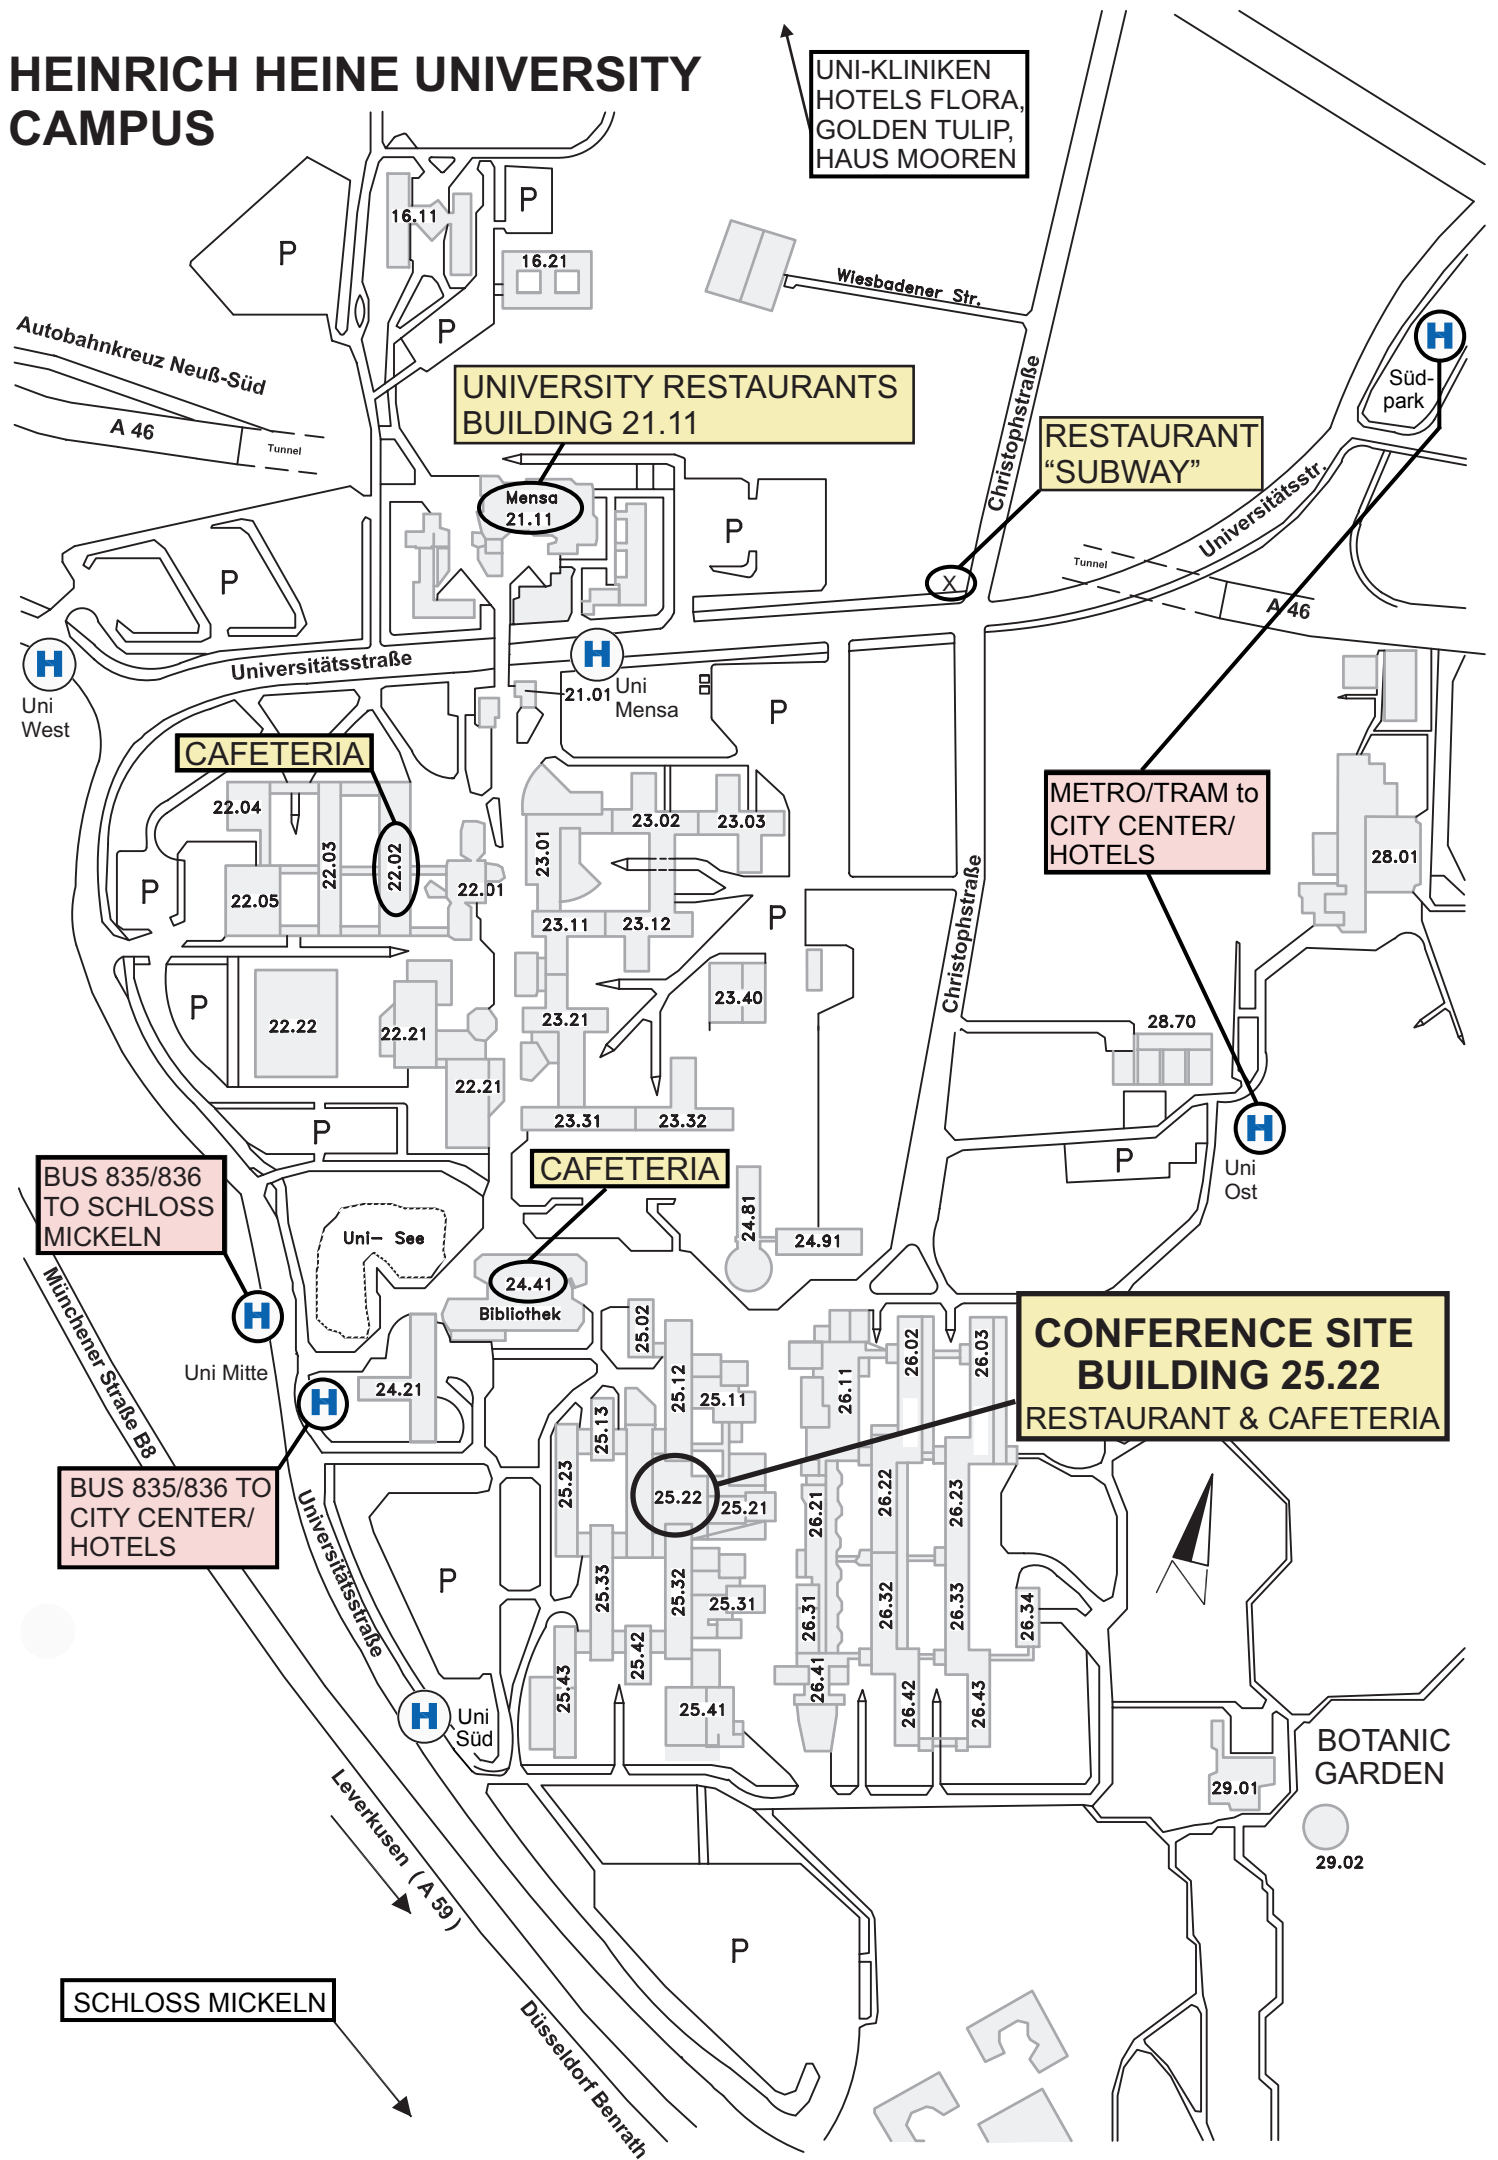 HEINRICH HEINE UNIVERSITY
CAMPUS
UNI-KLINIKEN
HOTELS FLORA,
GOLDEN TULIP,
HAUS MOOREN
P
16.11
P
16.21
P
Wiesbadener Str.
Autobahnkreuz Neuß-Süd
A 46
Tunnel
H
Süd-
park
UNIVERSITY RESTAURANTS
BUILDING 21.11
Christophstraße
RESTAURANT
“SUBWAY”
Mensa
21.11
P
P
X
Universitätsstr.
Tunnel
A 46
H
Uni
West
Universitätsstraße
H
Uni
Mensa
21.01
P
CAFETERIA
METRO/TRAM to
CITY CENTER/
HOTELS
22.04
22.03
22.02
22.01
22.05
P
23.01
23.02
23.03
23.11
23.12
P
28.01
Christophstraße
P
22.22
22.21
22.21
23.21
23.40
28.70
23.31
23.32
P
H
Uni
Ost
P
CAFETERIA
BUS 835/836
TO SCHLOSS
MICKELN
Uni- See
24.81
24.91
24.41
Bibliothek
H
Uni Mitte
H
24.21
Münchener Straße B8
BUS 835/836 TO
CITY CENTER/
HOTELS
CONFERENCE SITE
BUILDING 25.22
RESTAURANT & CAFETERIA
25.02
25.12
25.11
25.13
25.23
25.22
25.21
25.33
25.32
25.31
25.42
25.43
25.41
26.02
26.03
26.11
26.22
26.23
26.21
26.32
26.33
26.31
26.34
26.41
26.42
26.43
Universitätsstraße
P
H
Uni
Süd
BOTANIC
GARDEN
29.01
29.02
Leverkusen ( A 59 )
P
SCHLOSS MICKELN
Düsseldorf Benrath